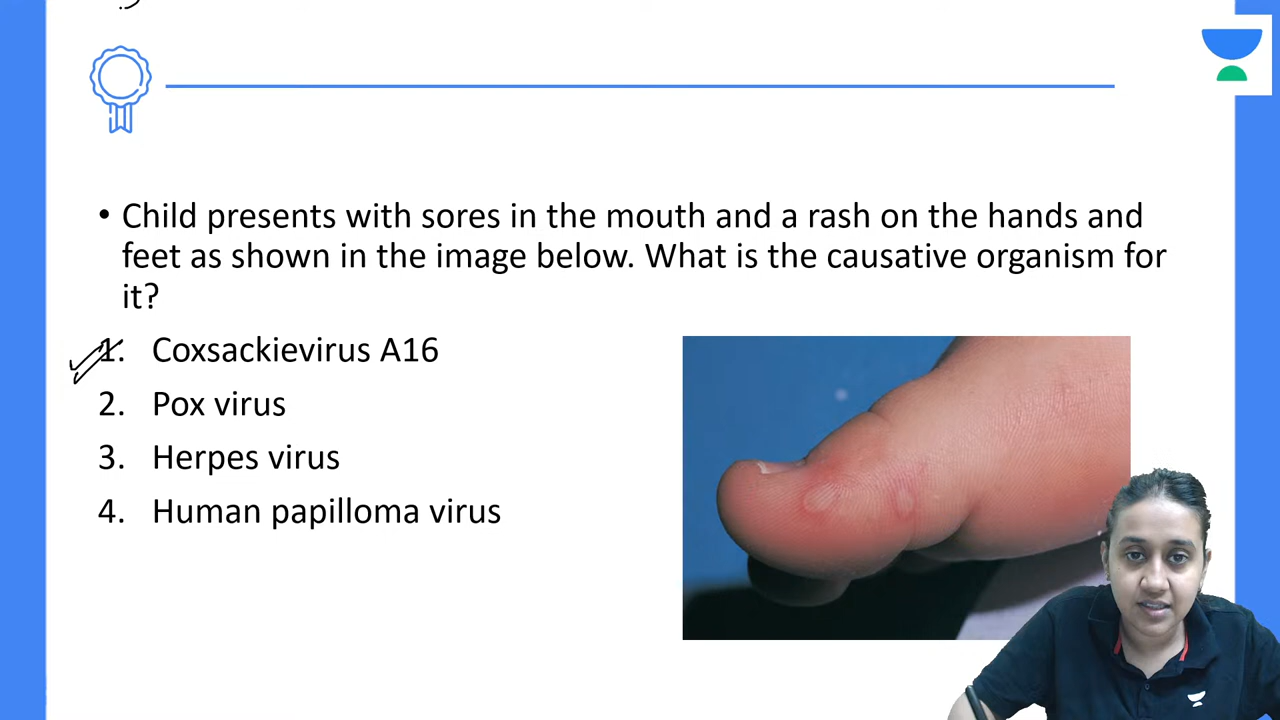 • Child presents with sores in the mouth and a rash on the hands and
feet as shown in the image below. What is the causative organism for
it?
1. Coxsackievirus A16
2. Pox virus
3. Herpes virus
4. Human papilloma virus